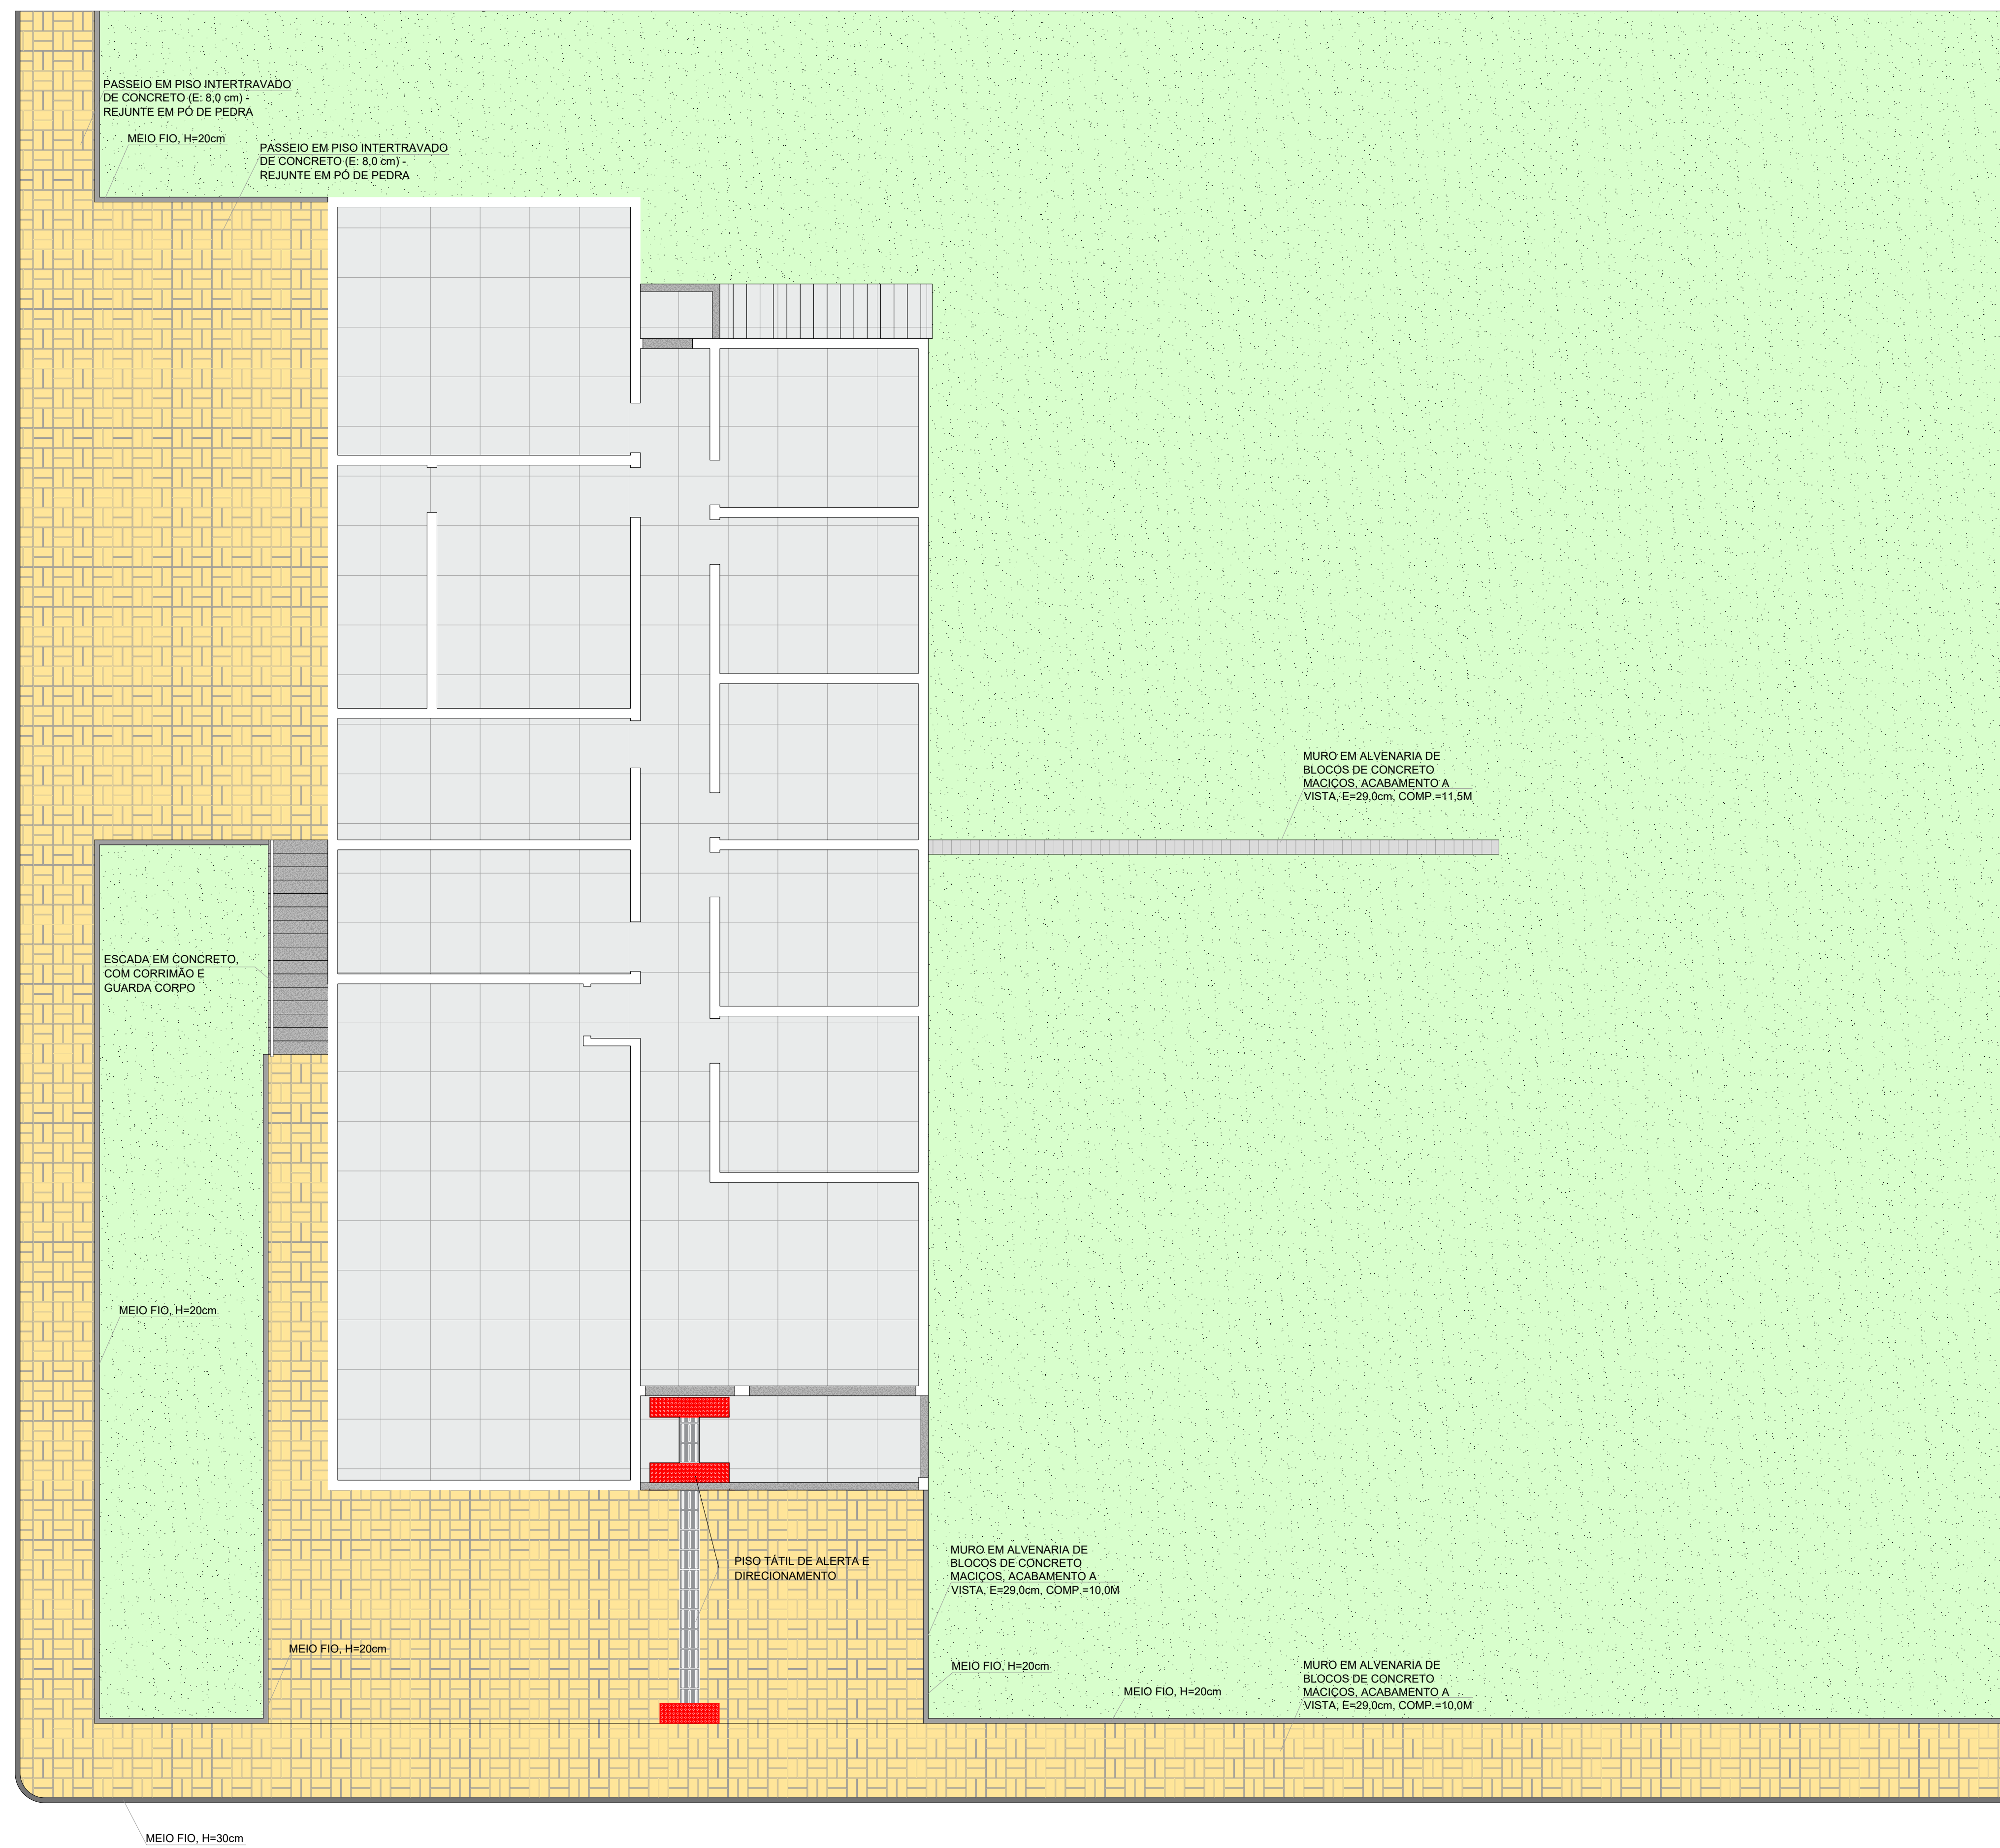 PASSEIO EM PISO INTERTRAVADO
DE CONCRETO (E: 8,0 cm) -
REJUNTE EM PÓ DE PEDRA
MEIO FIO, H=20cm
PASSEIO EM PISO INTERTRAVADO
DE CONCRETO (E: 8,0 cm) -
REJUNTE EM PÓ DE PEDRA
MURO EM ALVENARIA DE
BLOCOS DE CONCRETO
MACIÇOS, ACABAMENTO A
VISTA, E=29,0cm, COMP.=11,5M
ESCADA EM CONCRETO,
COM CORRIMÃO E
GUARDA CORPO
MEIO FIO, H=20cm
PISO TÁTIL DE ALERTA E
DIRECIONAMENTO
MURO EM ALVENARIA DE
BLOCOS DE CONCRETO
MACIÇOS, ACABAMENTO A
VISTA, E=29,0cm, COMP.=10,0M
MEIO FIO, H=20cm
MEIO FIO, H=20cm
MEIO FIO, H=20cm
MURO EM ALVENARIA DE
BLOCOS DE CONCRETO
MACIÇOS, ACABAMENTO A
VISTA, E=29,0cm, COMP.=10,0M
MEIO FIO, H=30cm